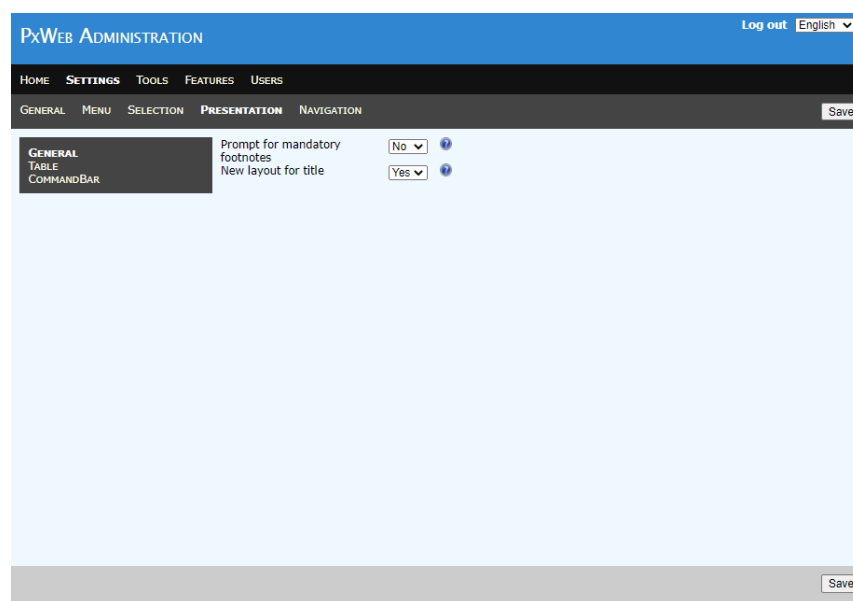 PxWeb Administration
Log out English
Home Settings Tools Features Users
General Menu Selection Presentation Navigation
Save
General
Table
CommandBar
Prompt for mandatory
footnotes
No
New layout for title
Yes
Save